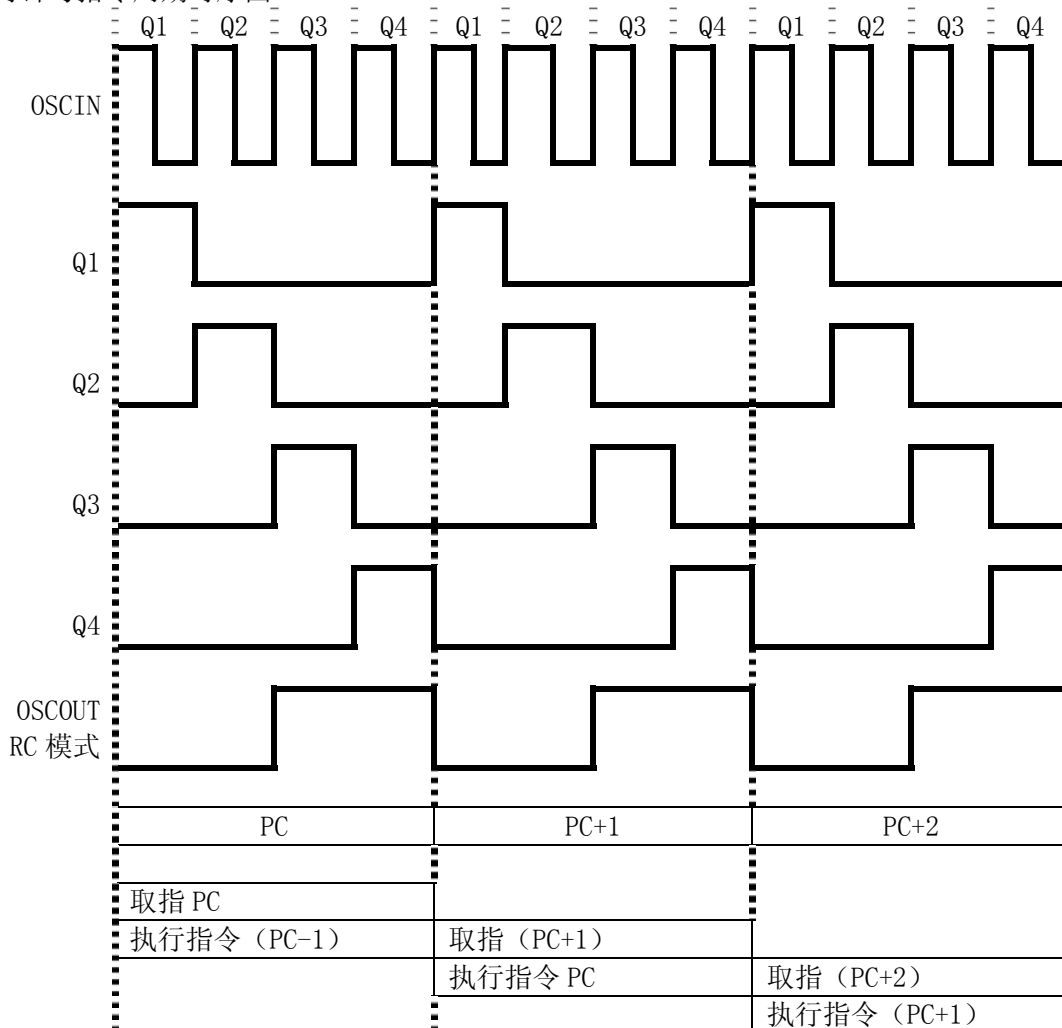 Q1 Q2 Q3 Q4 Q1 Q2 Q3 Q4 Q1 Q2 Q3 Q4
OSCIN
Q1
Q2
Q3
Q4
OSCOUT
RC 模式
PC PC+1 PC+2
取指 PC
执行指令（PC-1） 取指（PC+1）
执行指令 PC 取指（PC+2）
执行指令（PC+1）